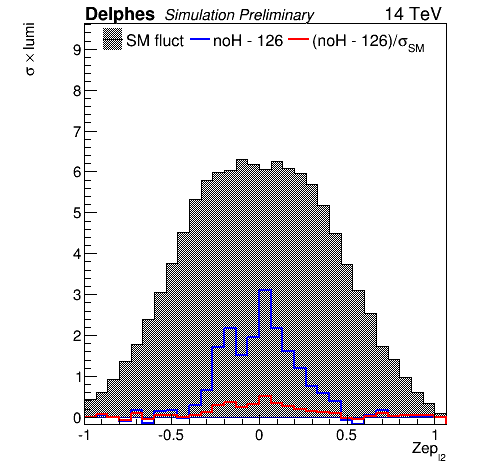 Delphes Simulation Preliminary 14 TeV
SM fluct noH - 126 (noH - 126)/σSM
σ × lumi
9
8
7
6
5
4
3
2
1
0
-1 -0.5 0 0.5 1
Zepl2